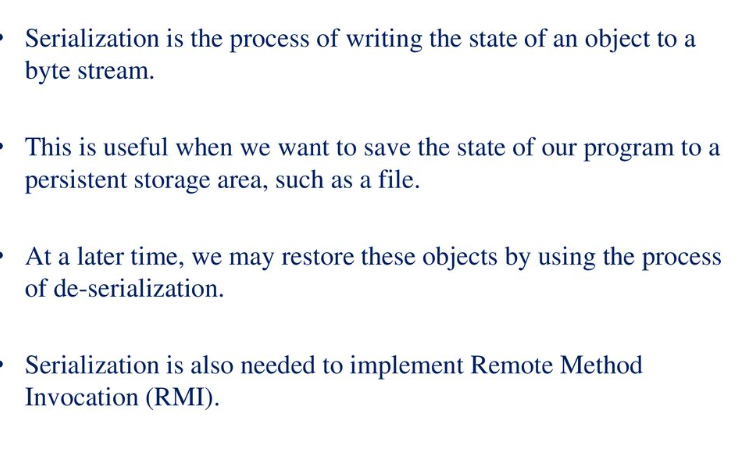 • Serialization is the process of writing the state of an object to a
byte stream.
• This is useful when we want to save the state of our program to a
persistent storage area, such as a file.
• At a later time, we may restore these objects by using the process
of de-serialization.
• Serialization is also needed to implement Remote Method
Invocation (RMI).